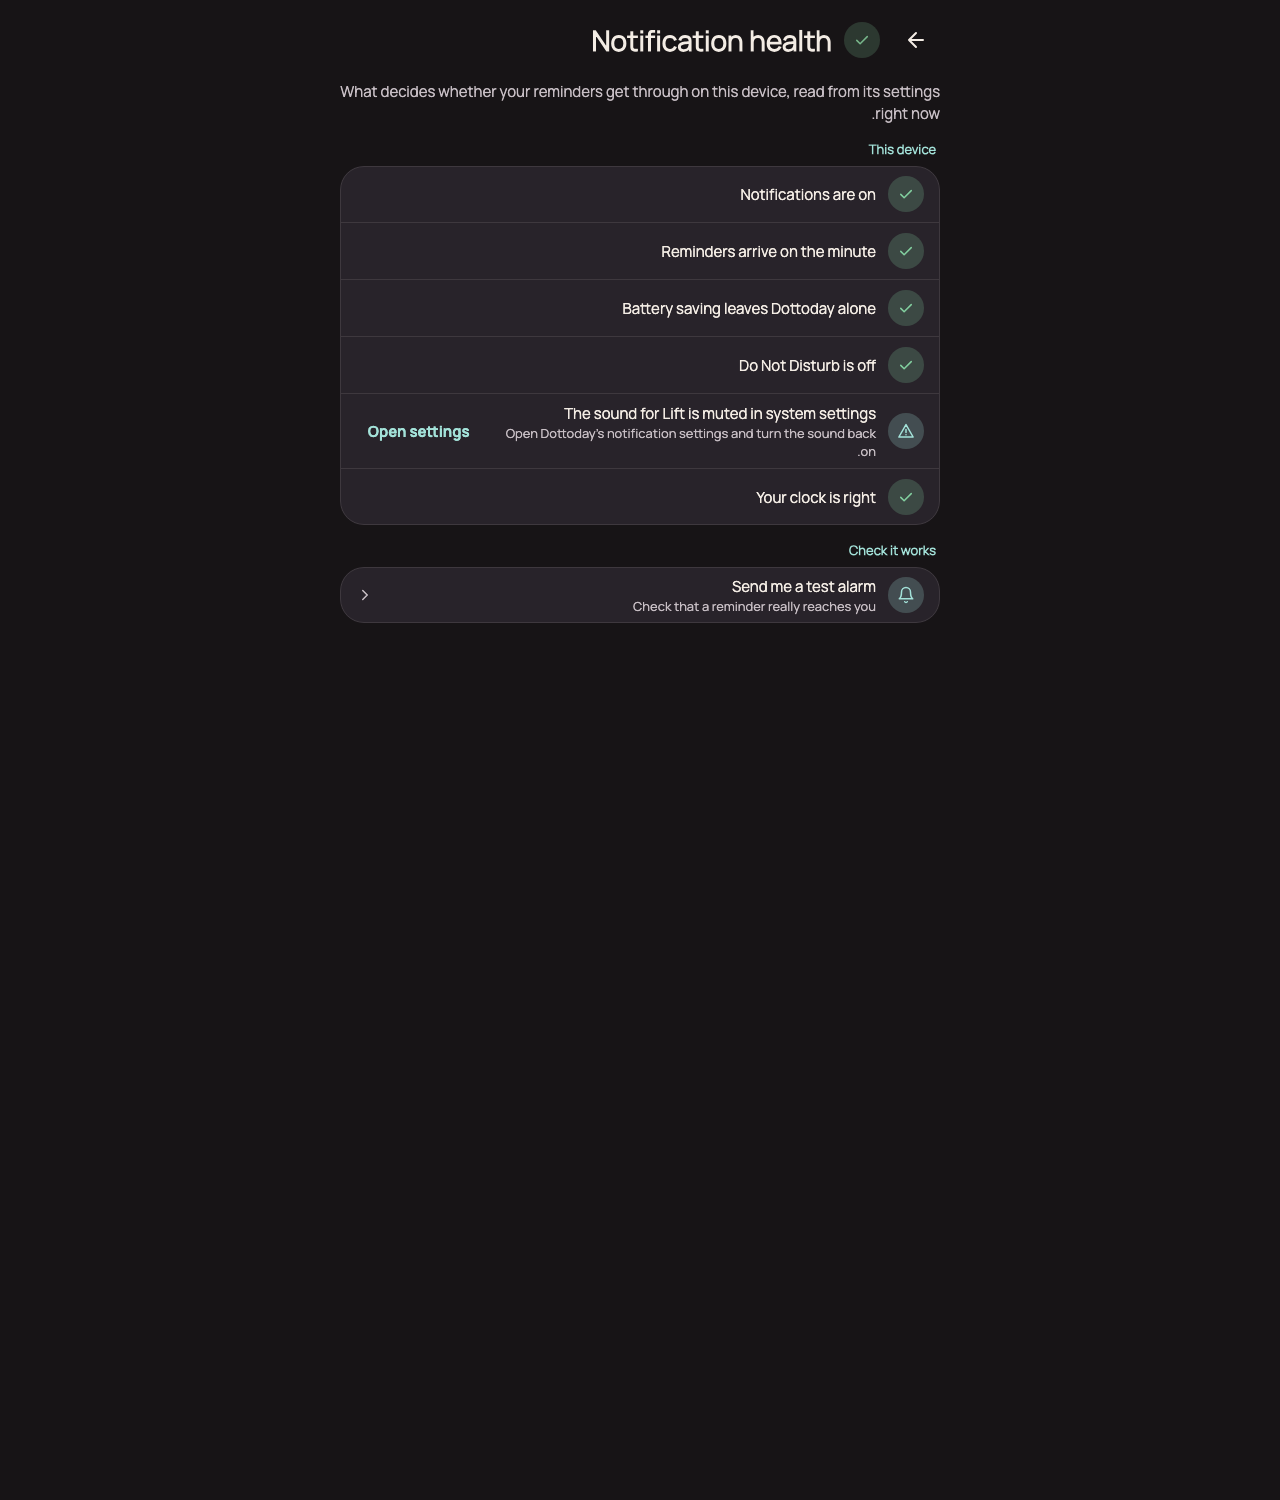 Notification health
What decides whether your reminders get through on this device, read from its settings
.right now
This device
Notifications are on
Reminders arrive on the minute
Battery saving leaves Dottoday alone
Do Not Disturb is off
The sound for Lift is muted in system settings
Open Dottoday's notification settings and turn the sound back
.on
Open settings
Your clock is right
Check it works
Send me a test alarm
Check that a reminder really reaches you